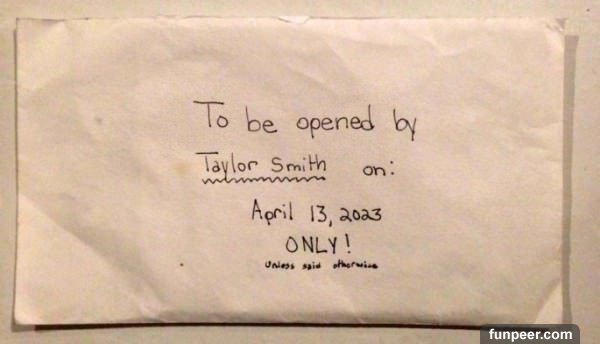 To be opened by
Taylor Smith on:
April 13, 2023
ONLY!
Unless said otherwise
funpeer.com